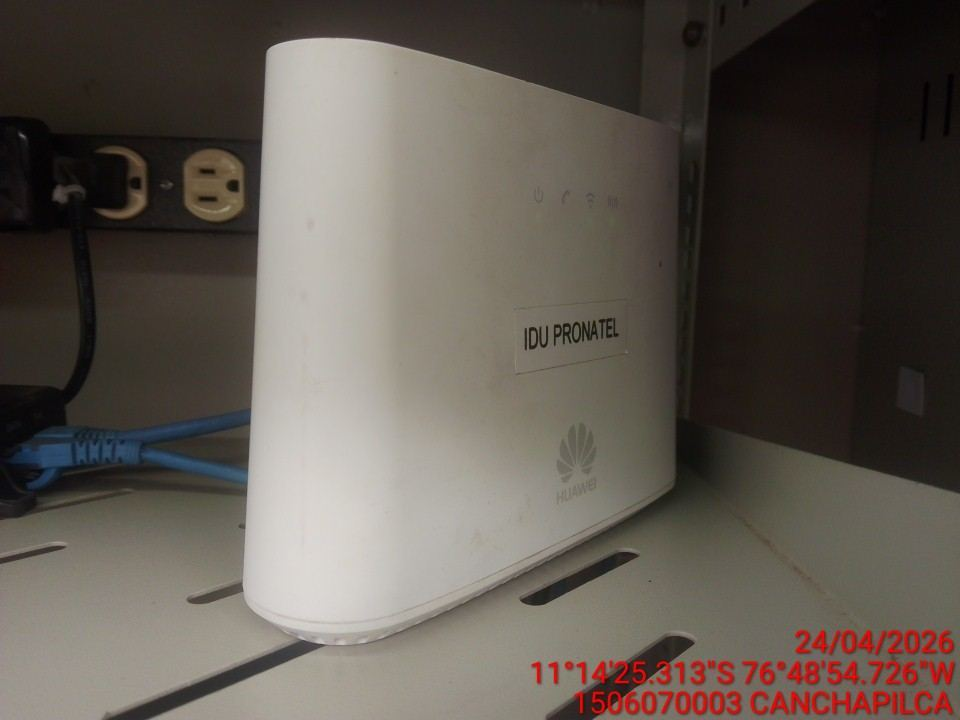 IDU PRONATEL
HUAWEI
24/04/2026
11°14'25.313"S 76°48'54.726"W
1506070003 CANCHAPILCA